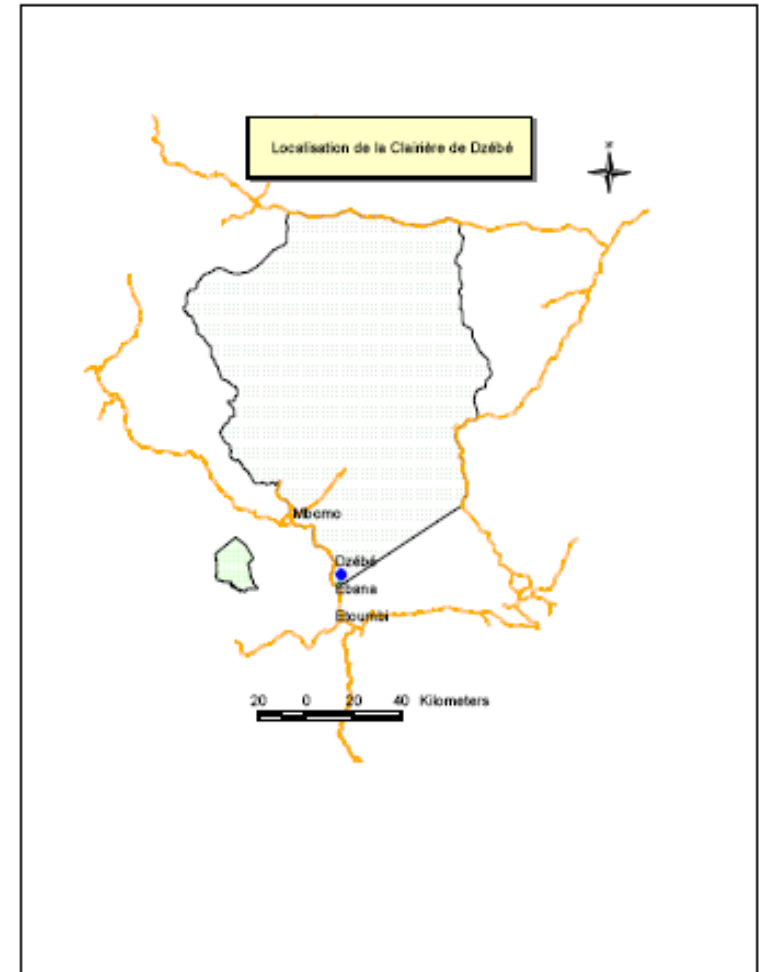 Localisation de la Clairière de Dzébé
N
Mbomo
Dzébé
Ebana
Etoumbi
20 0 20 40 Kilometers